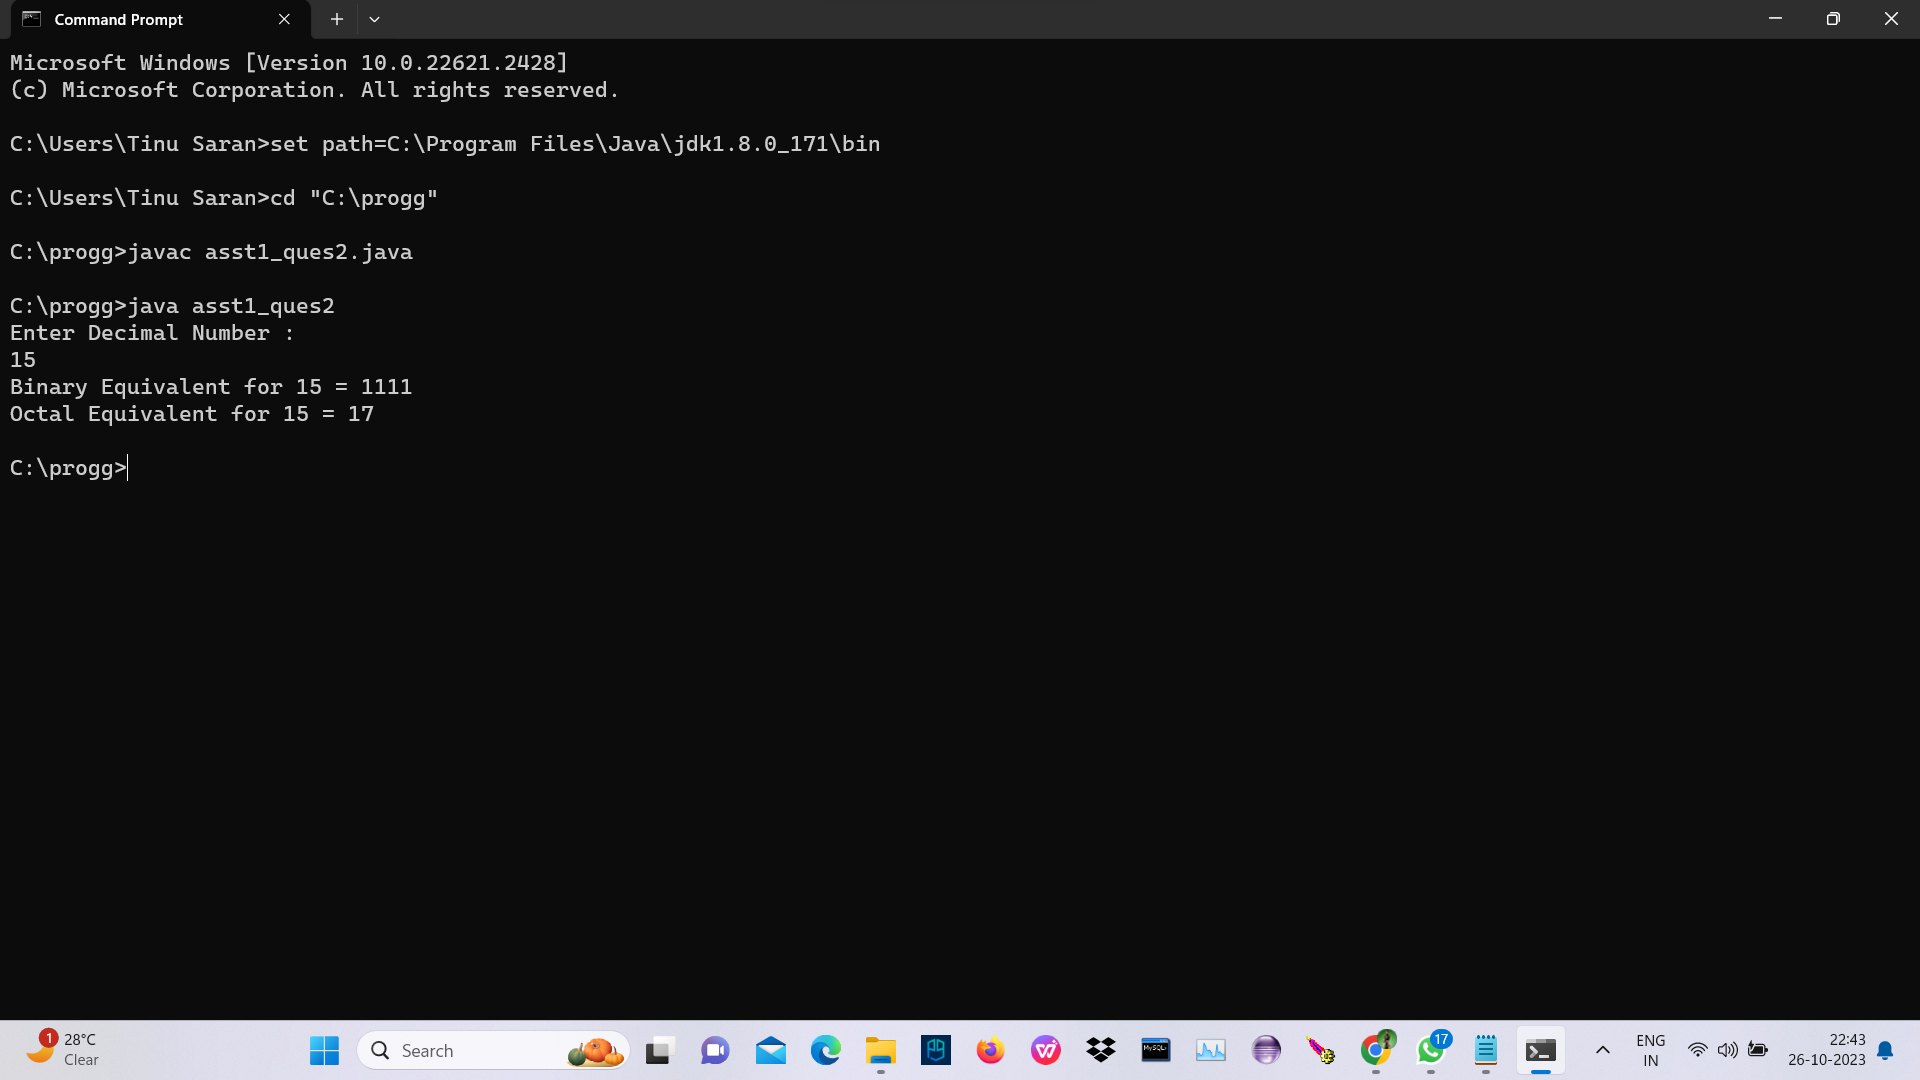 Command Prompt
Microsoft Windows [Version 10.0.22621.2428]
(c) Microsoft Corporation. All rights reserved.
C:\Users\Tinu Saran>set path=C:\Program Files\Java\jdk1.8.0_171\bin
C:\Users\Tinu Saran>cd "C:\progg"
C:\progg>javac asst1_ques2.java
C:\progg>java asst1_ques2
Enter Decimal Number :
15
Binary Equivalent for 15 = 1111
Octal Equivalent for 15 = 17
C:\progg>
1
28°C
Clear
Search
MySQL
17
ENG
IN
22:43
26-10-2023